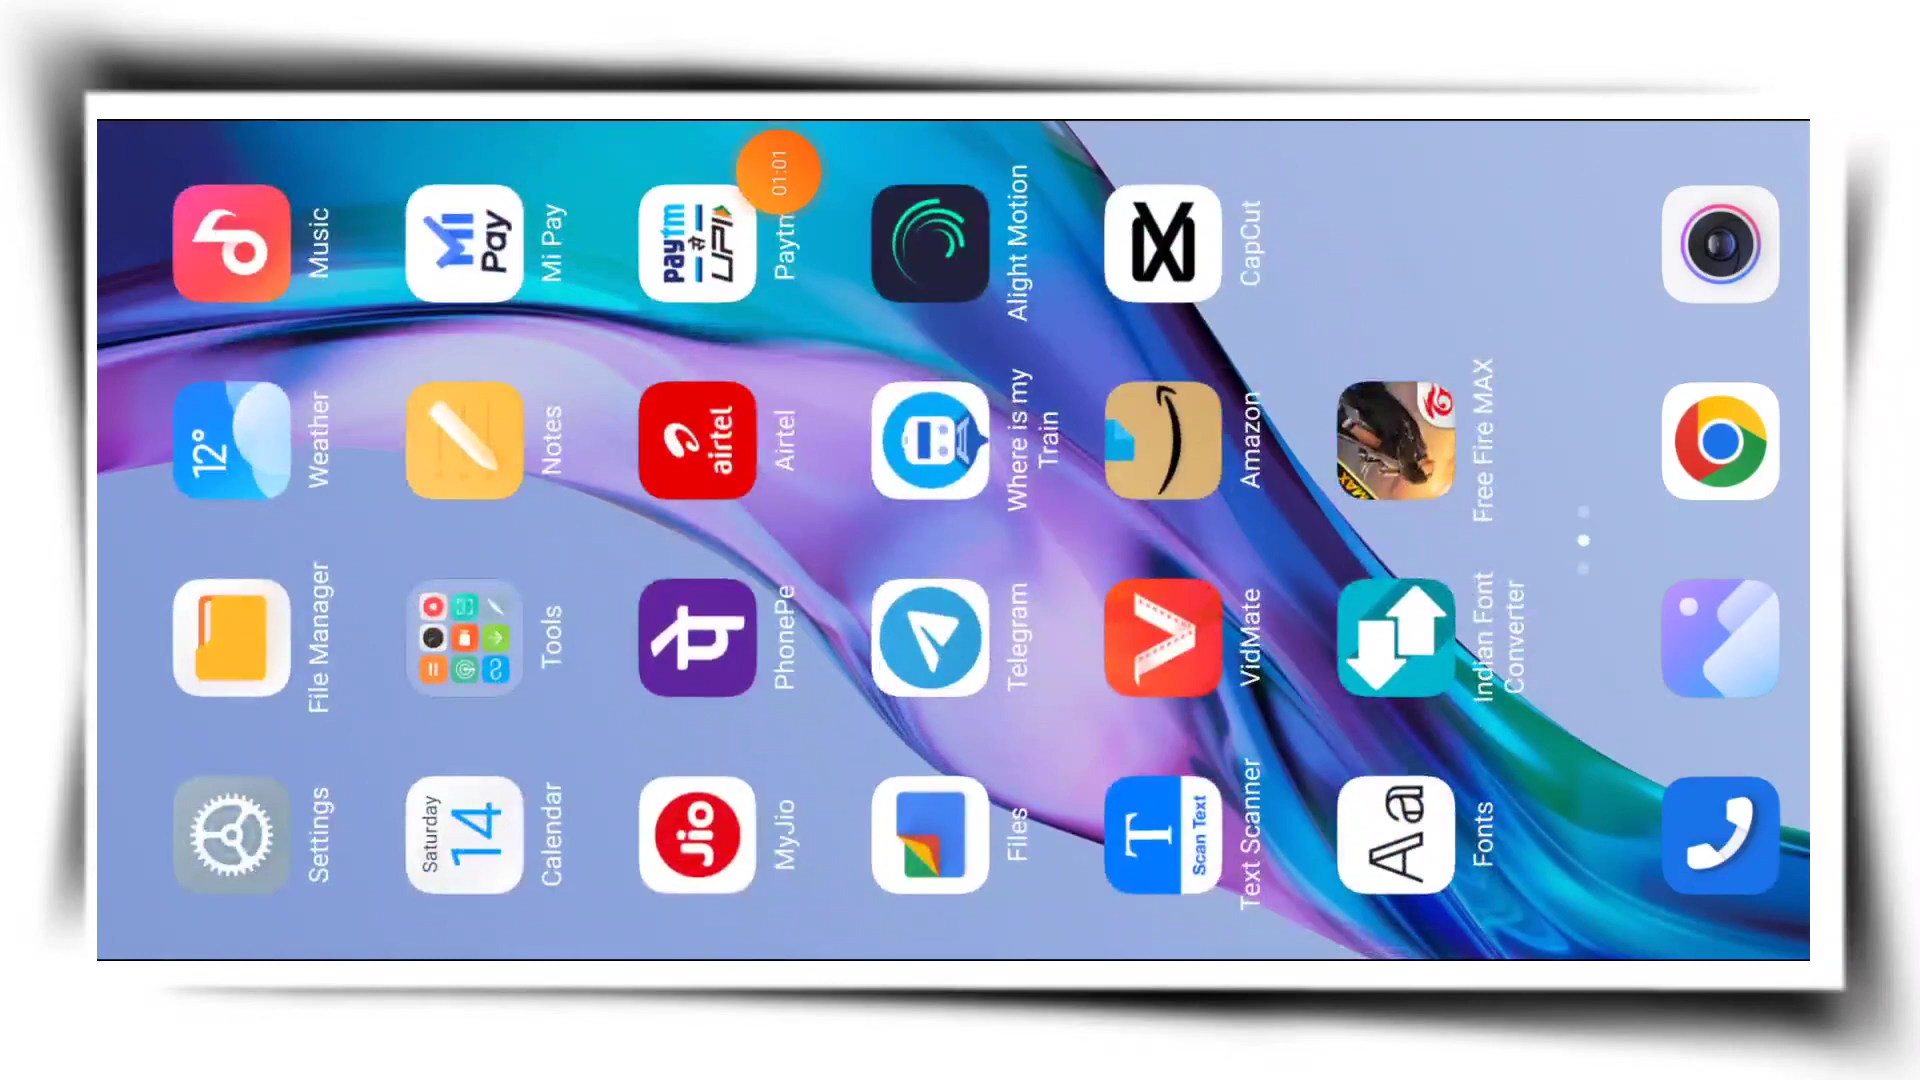 Settings
File Manager
12°
Weather
Music
Saturday
14
Calendar
Tools
Notes
Mi
Pay
Mi Pay
Jio
MyJio
पे
PhonePe
airtel
Airtel
paytm
से
UPI
Paytm
01:01
Files
Telegram
Where is my
Train
Alight Motion
T
Scan Text
Text Scanner
VidMate
Amazon
CapCut
Aa
Fonts
Indian Font
Converter
MAX
Free Fire MAX